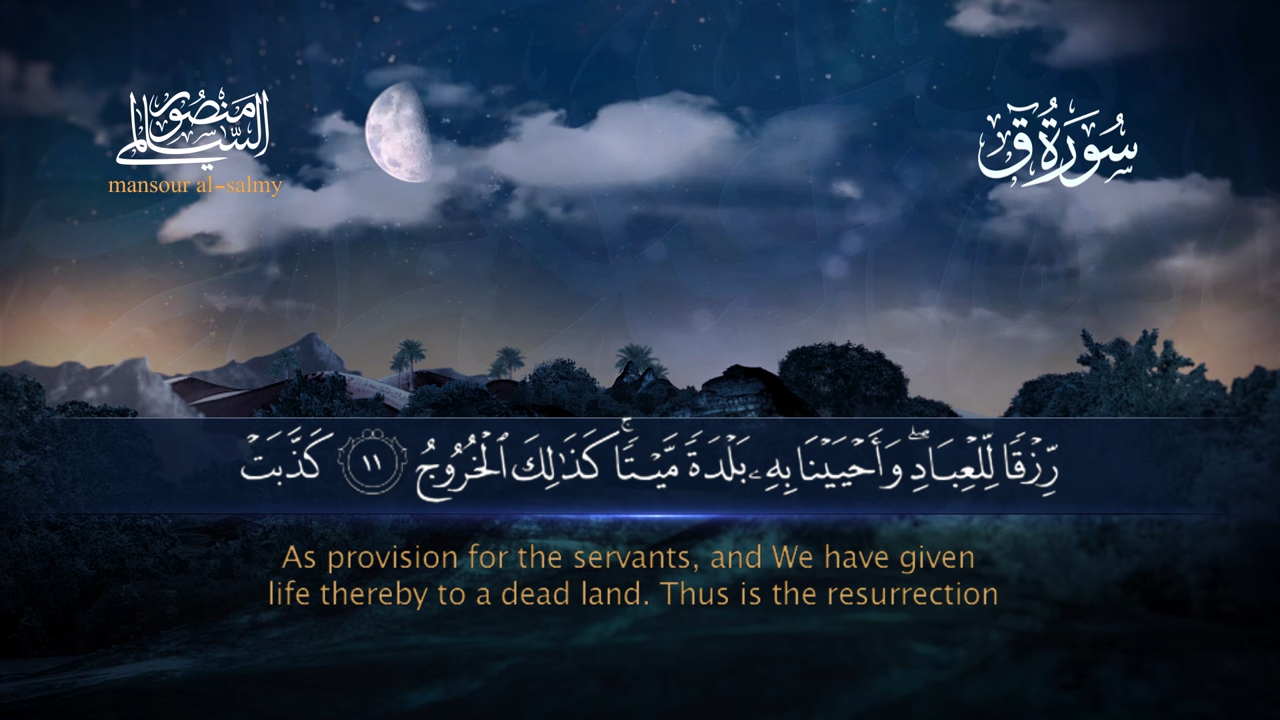 منصور السالمي
mansour al-salmy
سُورَةُ قٓ
رِّزْقًا لِّلْعِبَادِ ۖ وَأَحْيَيْنَا بِهِۦ بَلْدَةً مَّيْتًا ۚ كَذَٰلِكَ ٱلْخُرُوجُ ١١ كَذَّبَتْ
As provision for the servants, and We have given
life thereby to a dead land. Thus is the resurrection